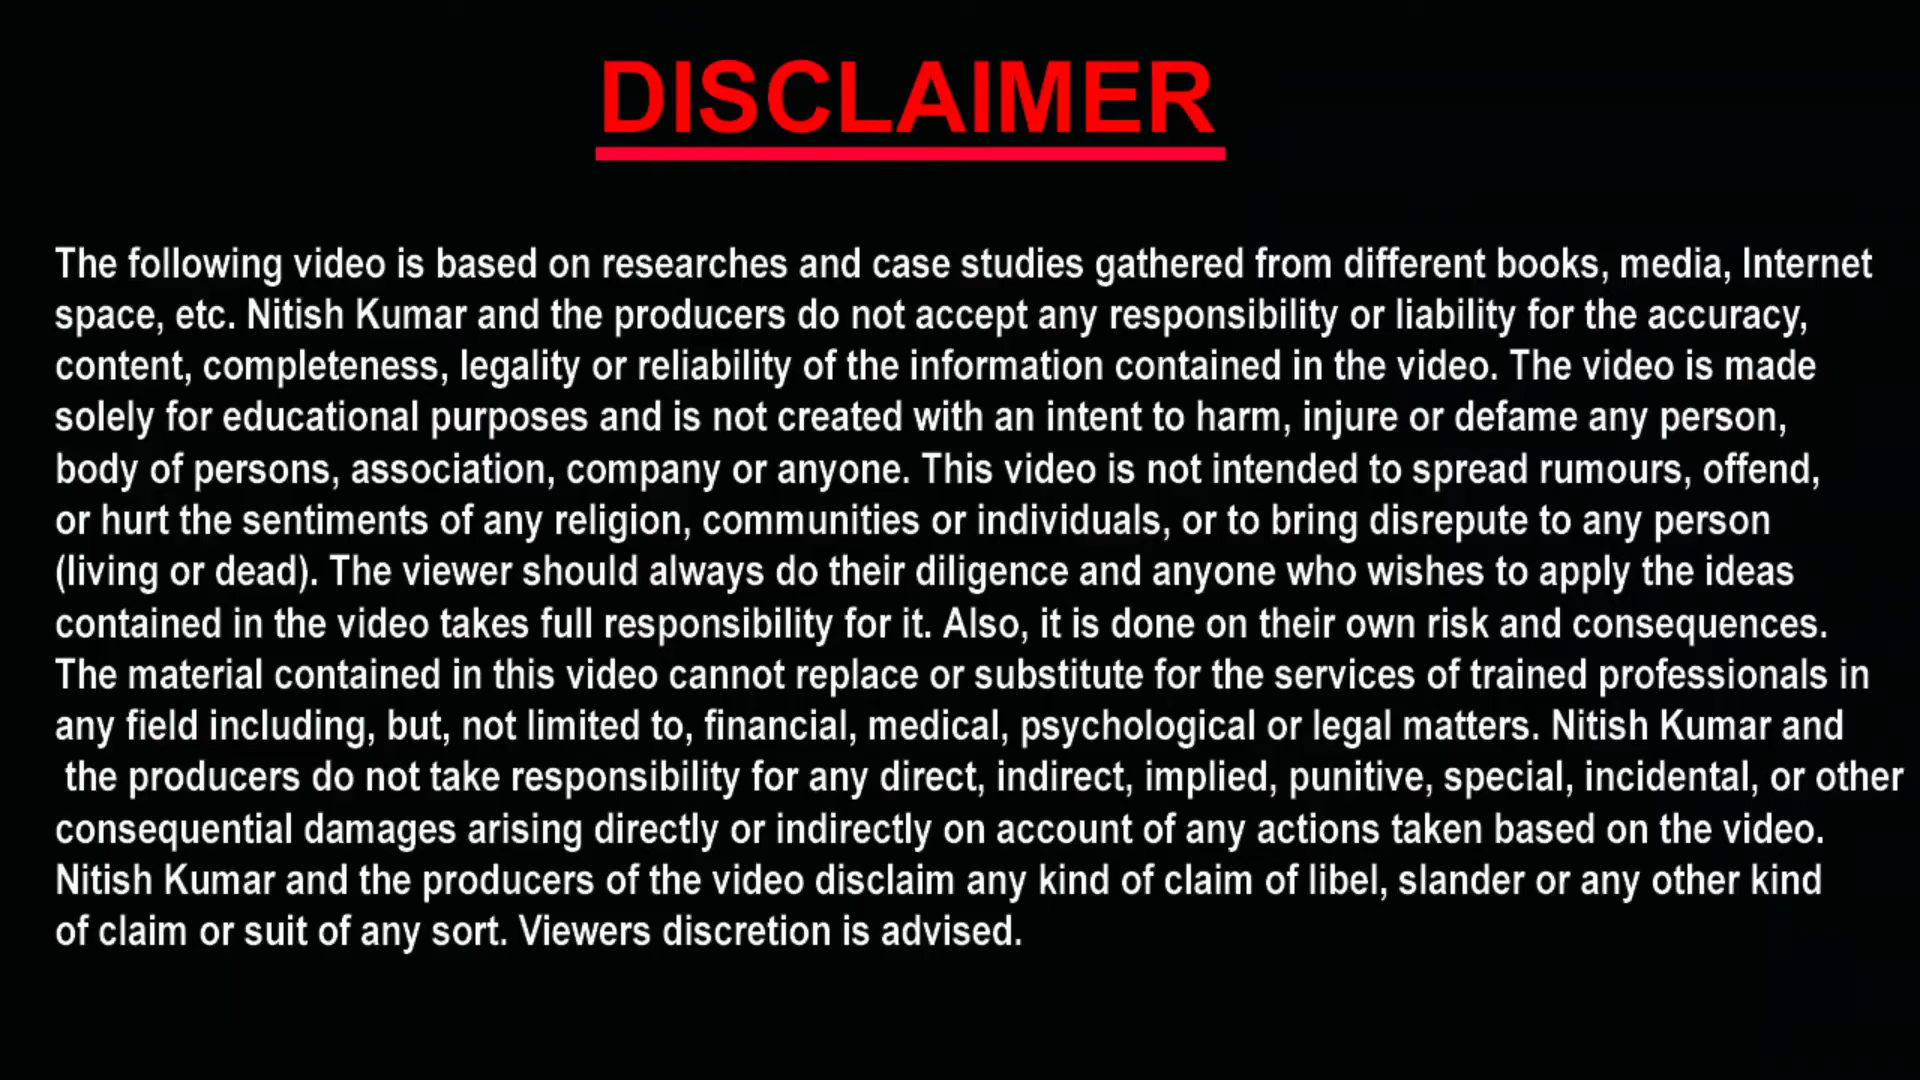 DISCLAIMER
The following video is based on researches and case studies gathered from different books, media, Internet
space, etc. Nitish Kumar and the producers do not accept any responsibility or liability for the accuracy,
content, completeness, legality or reliability of the information contained in the video. The video is made
solely for educational purposes and is not created with an intent to harm, injure or defame any person,
body of persons, association, company or anyone. This video is not intended to spread rumours, offend,
or hurt the sentiments of any religion, communities or individuals, or to bring disrepute to any person
(living or dead). The viewer should always do their diligence and anyone who wishes to apply the ideas
contained in the video takes full responsibility for it. Also, it is done on their own risk and consequences.
The material contained in this video cannot replace or substitute for the services of trained professionals in
any field including, but, not limited to, financial, medical, psychological or legal matters. Nitish Kumar and
the producers do not take responsibility for any direct, indirect, implied, punitive, special, incidental, or other
consequential damages arising directly or indirectly on account of any actions taken based on the video.
Nitish Kumar and the producers of the video disclaim any kind of claim of libel, slander or any other kind
of claim or suit of any sort. Viewers discretion is advised.